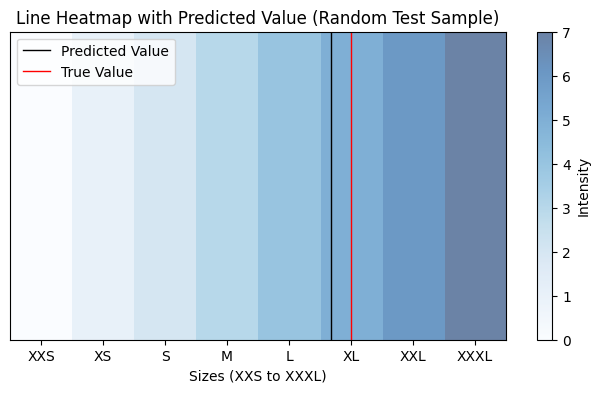 Line Heatmap with Predicted Value (Random Test Sample)
Predicted Value
True Value
XXS XS S M L XL XXL XXXL
Sizes (XXS to XXXL)
7
6
5
4
3
2
1
0
Intensity